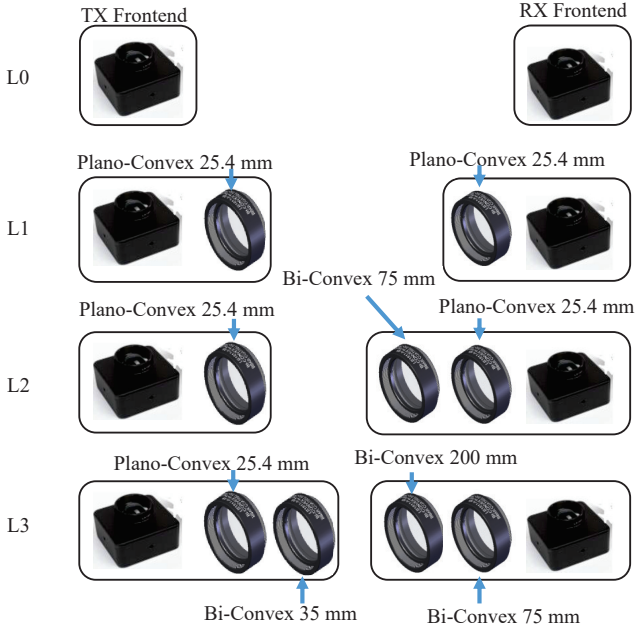 TX Frontend
RX Frontend
L0
Plano-Convex 25.4 mm
Plano-Convex 25.4 mm
L1
Bi-Convex 75 mm
Plano-Convex 25.4 mm
Plano-Convex 25.4 mm
L2
Plano-Convex 25.4 mm
Bi-Convex 200 mm
L3
Bi-Convex 35 mm
Bi-Convex 75 mm